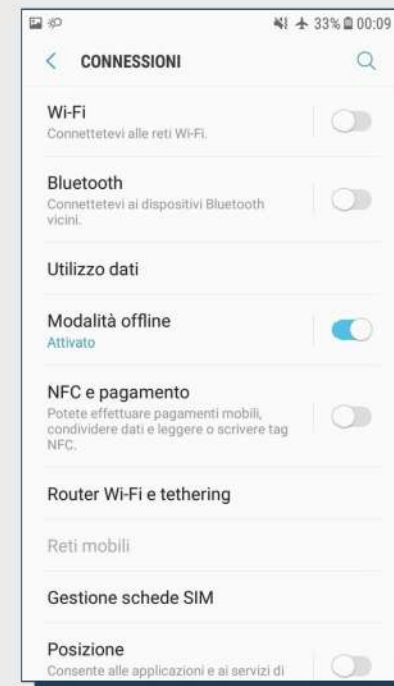 33% 00:09
CONNESSIONI
Wi-Fi
Connettetevi alle reti Wi-Fi.
Bluetooth
Connettetevi ai dispositivi Bluetooth
vicini.
Utilizzo dati
Modalità offline
Attivato
NFC e pagamento
Potete effettuare pagamenti mobili,
condividere dati e leggere o scrivere tag
NFC.
Router Wi-Fi e tethering
Reti mobili
Gestione schede SIM
Posizione
Consente alle applicazioni e ai servizi di